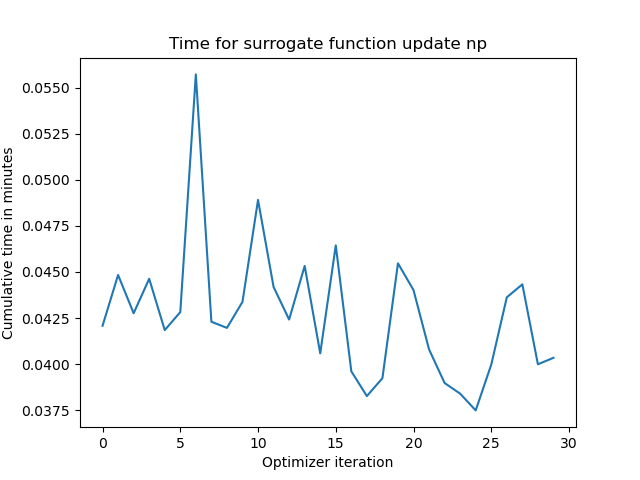 Time for surrogate function update np
Cumulative time in minutes
0.0550
0.0525
0.0500
0.0475
0.0450
0.0425
0.0400
0.0375
0 5 10 15 20 25 30
Optimizer iteration